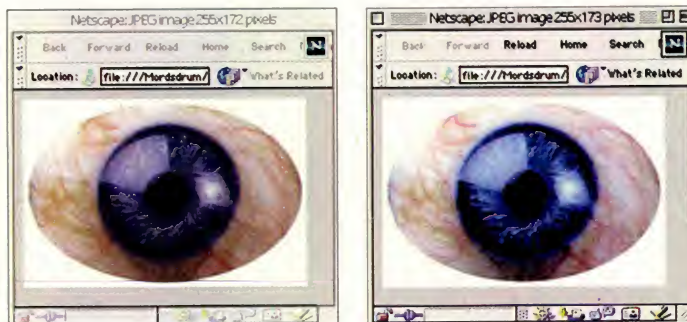 Netscape: JPEG image 255x172 pixels
Back Forward Reload Home Search
Location: file:///Mordsdrum/ What's Related
Netscape: JPEG image 255x173 pixels
Back Forward Reload Home Search
Location: file:///Mordsdrum/ What's Related